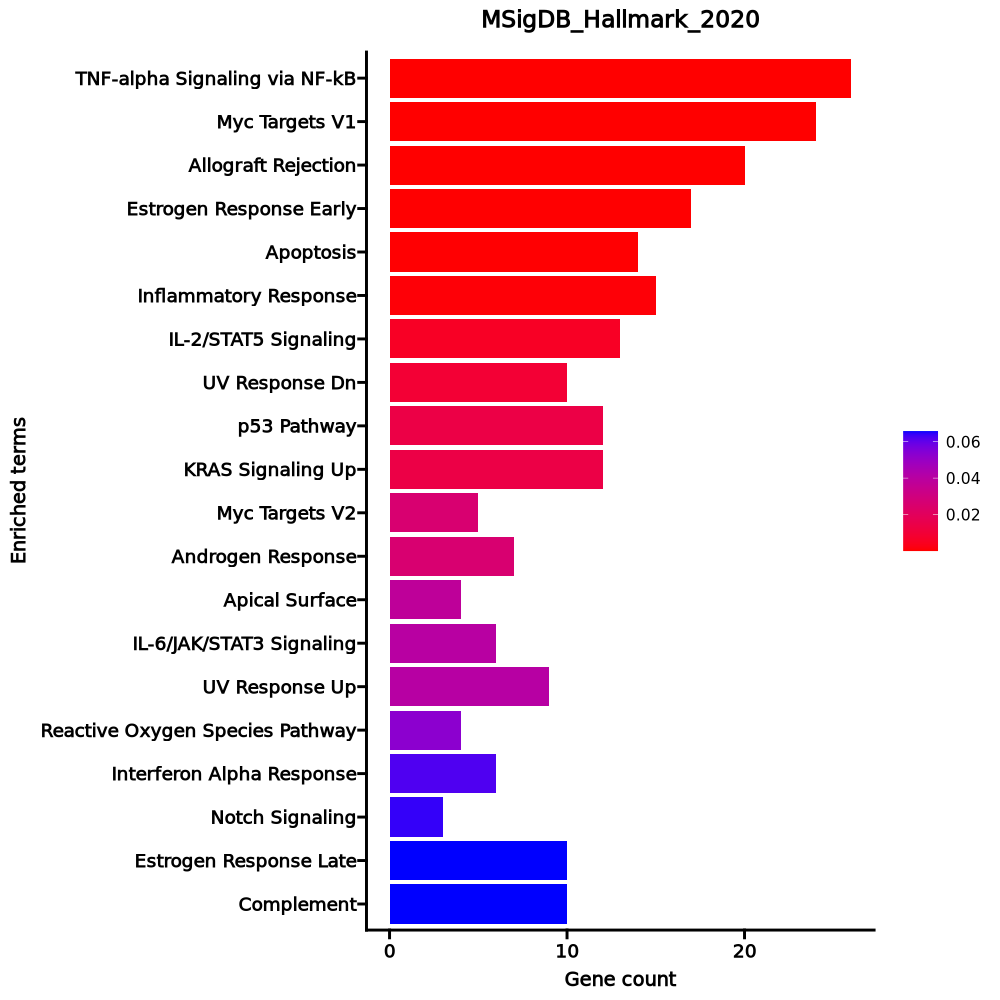 MSigDB_Hallmark_2020
TNF-alpha Signaling via NF-kB
Myc Targets V1
Allograft Rejection
Estrogen Response Early
Apoptosis
Inflammatory Response
IL-2/STAT5 Signaling
UV Response Dn
p53 Pathway
KRAS Signaling Up
Myc Targets V2
Androgen Response
Apical Surface
IL-6/JAK/STAT3 Signaling
UV Response Up
Reactive Oxygen Species Pathway
Interferon Alpha Response
Notch Signaling
Estrogen Response Late
Complement
Enriched terms
0 10 20
Gene count
0.06
0.04
0.02